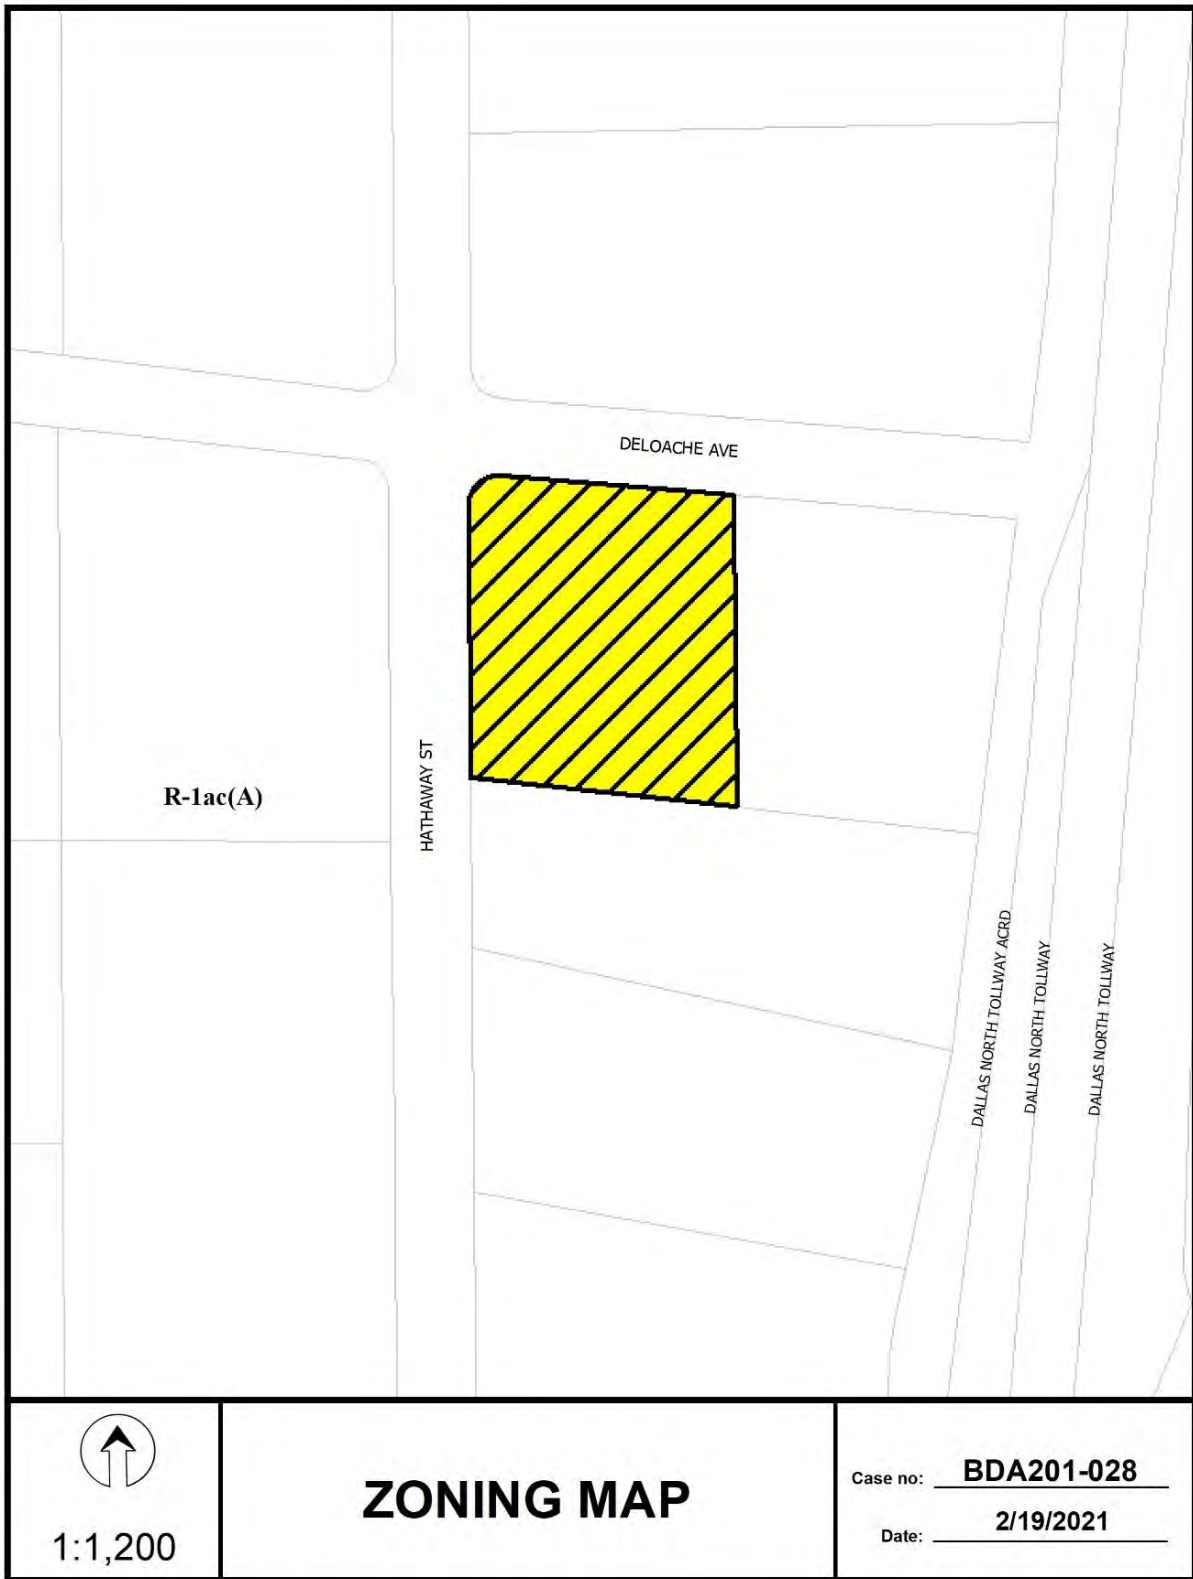 DELOACHE AVE
HATHAWAY ST
R-1ac(A)
DALLAS NORTH TOLLWAY ACRD
DALLAS NORTH TOLLWAY
DALLAS NORTH TOLLWAY
1:1,200
ZONING MAP
Case no: BDA201-028
Date: 2/19/2021